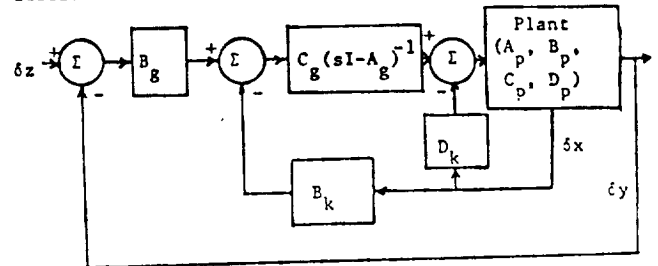 Plant
(A_p, B_p,
C_p, D_p)
δz
+
Σ
-
B_g
+
Σ
-
C_g(sI-A_g)^{-1}
+
Σ
-
D_k
δx
B_k
δy